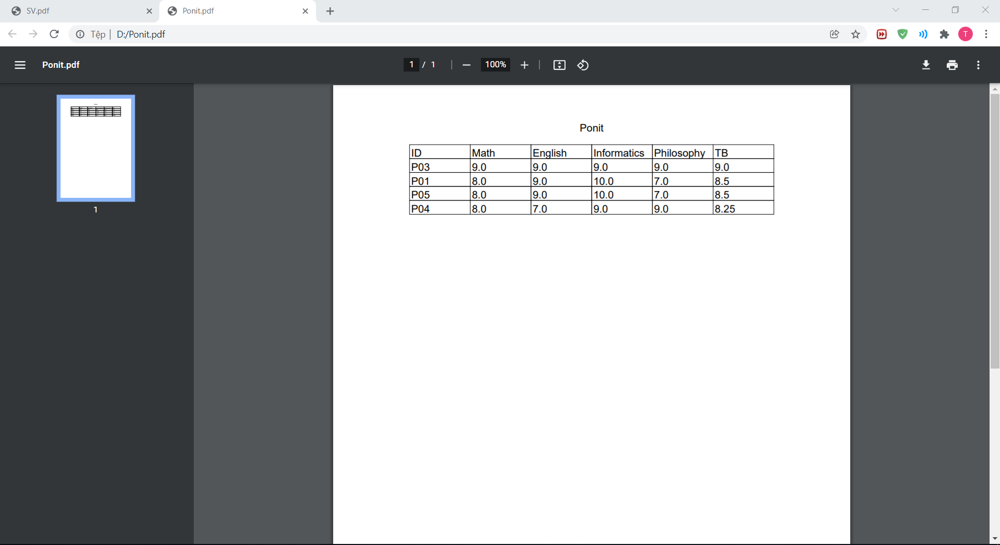 SV.pdf
Ponit.pdf
Tệp
D:/Ponit.pdf
T
Ponit.pdf
1 / 1
100%
1
Ponit
ID Math English Informatics Philosophy TB
P03 9.0 9.0 9.0 9.0 9.0
P01 8.0 9.0 10.0 7.0 8.5
P05 8.0 9.0 10.0 7.0 8.5
P04 8.0 7.0 9.0 9.0 8.25